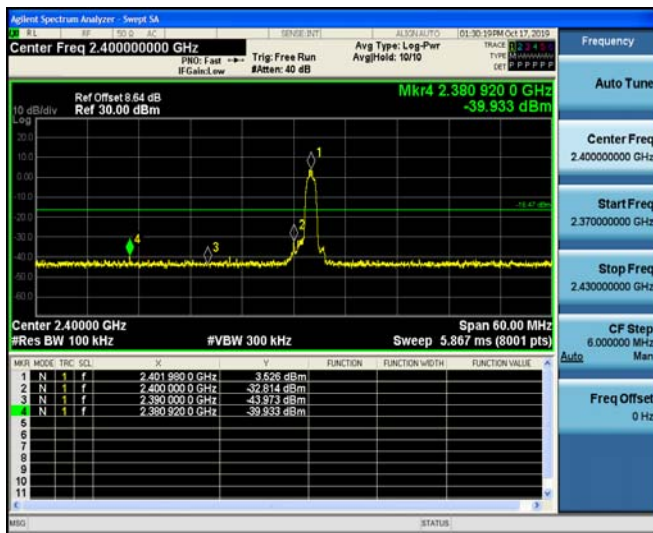 Agilent Spectrum Analyzer - Swept SA
RL RF 50 Ω AC SENSE:INT ALIGNAUTO 01:30:19 PM Oct 17, 2019
Center Freq 2.400000000 GHz
PNO: Fast
IFGain:Low
Trig: Free Run
#Atten: 40 dB
Avg Type: Log-Pwr
Avg|Hold: 10/10
TRACE 1 2 3 4 5 6
TYPE
DET P P P P P P
Mkr4 2.380 920 0 GHz
-39.933 dBm
Ref Offset 8.64 dB
10 dB/div Ref 30.00 dBm
Log
20.0
10.0
0.00
-10.0
-20.0
-30.0
-40.0
-50.0
-60.0
1
2
3
4
Center 2.40000 GHz Span 60.00 MHz
#Res BW 100 kHz #VBW 300 kHz Sweep 5.867 ms (8001 pts)
MKR MODE TRC SCL X Y FUNCTION FUNCTION WIDTH FUNCTION VALUE
1 N 1 f 2.401 980 0 GHz 3.526 dBm
2 N 1 f 2.400 000 0 GHz -32.814 dBm
3 N 1 f 2.390 000 0 GHz -43.973 dBm
4 N 1 f 2.380 920 0 GHz -39.933 dBm
5
6
7
8
9
10
11
MSG STATUS
Frequency
Auto Tune
Center Freq
2.400000000 GHz
Start Freq
2.370000000 GHz
Stop Freq
2.430000000 GHz
CF Step
6.000000 MHz
Auto Man
Freq Offset
0 Hz